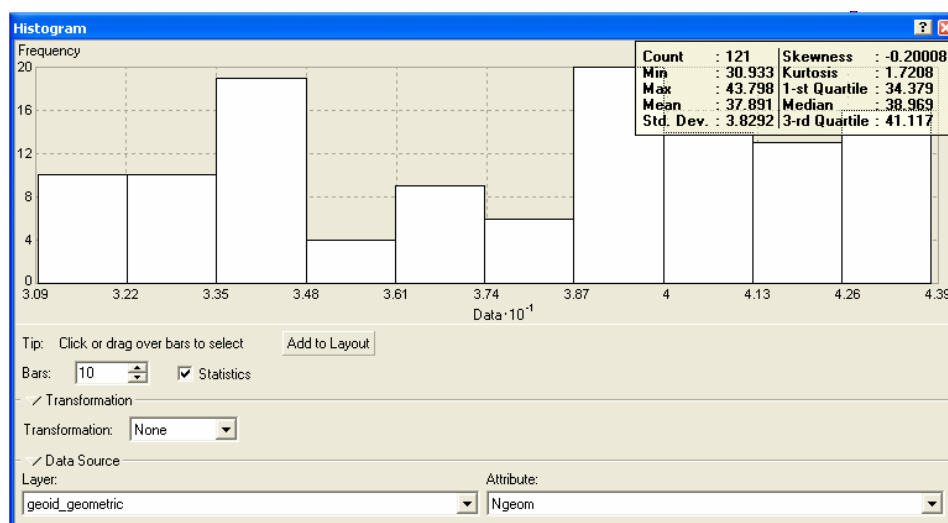 Histogram
Frequency
20
16
12
8
4
0
3.09 3.22 3.35 3.48 3.61 3.74 3.87 4 4.13 4.26 4.39
Data·10⁻¹
Count : 121 Skewness : -0.20008
Min : 30.933 Kurtosis : 1.7208
Max : 43.798 1-st Quartile : 34.379
Mean : 37.891 Median : 38.969
Std. Dev. : 3.8292 3-rd Quartile : 41.117
Tip: Click or drag over bars to select Add to Layout
Bars: 10 Statistics
Transformation
Transformation: None
Data Source
Layer: Attribute:
geoid_geometric Ngeom